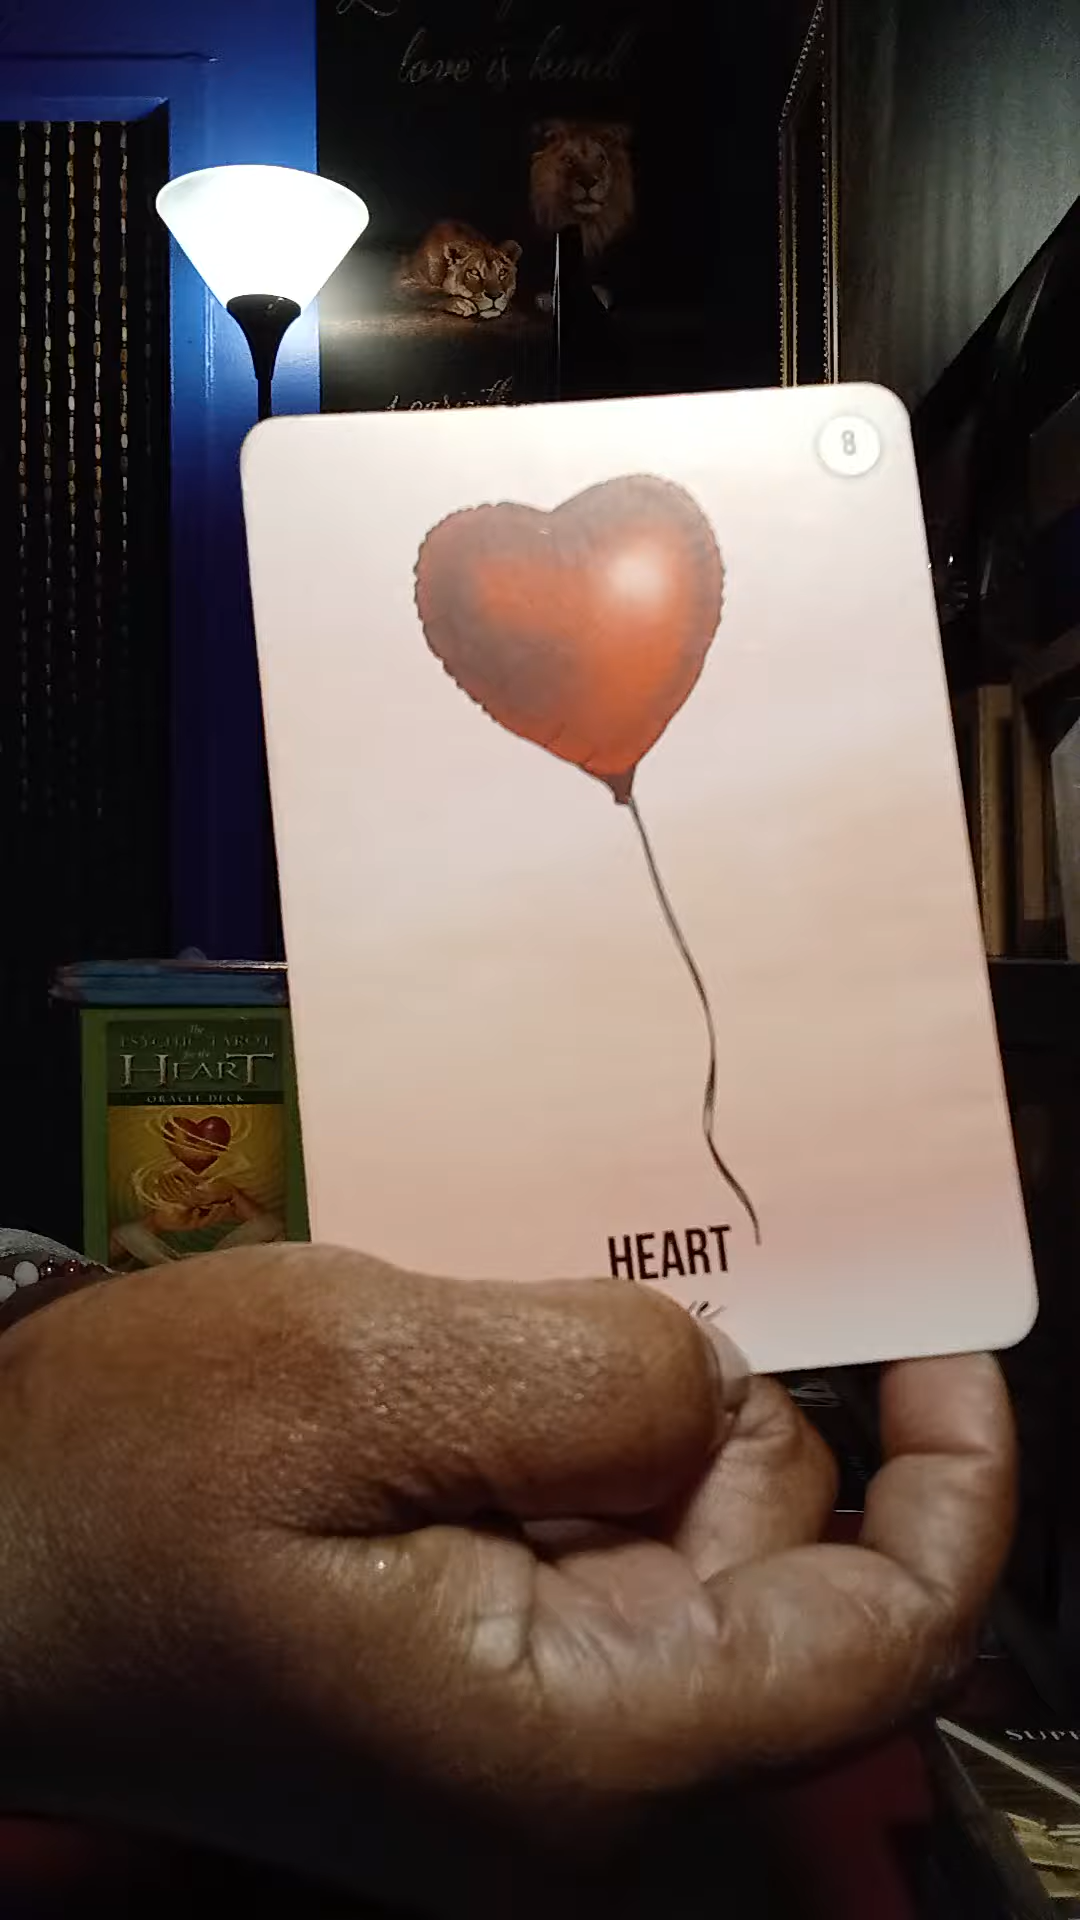 love is kind
8
The
PSYCHIC TAROT
for the
HEART
ORACLE DECK
HEART